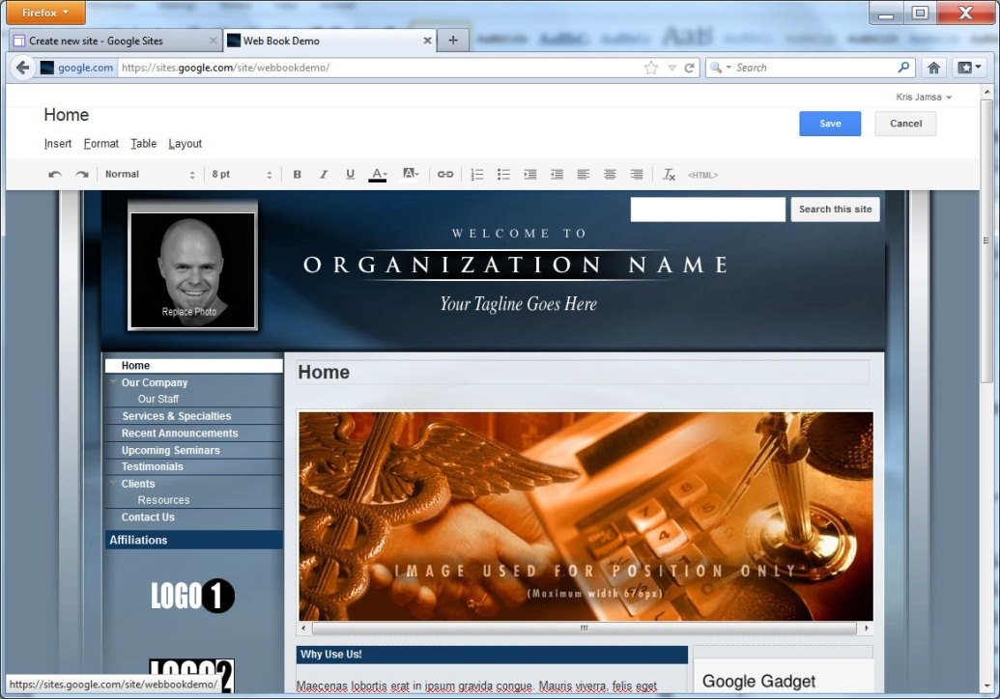 Firefox
Create new site - Google Sites
Web Book Demo
google.com https://sites.google.com/site/webbookdemo/
Search
Kris Jamsa
Home
Save
Cancel
Insert Format Table Layout
Normal 8 pt B I U A A <HTML>
Search this site
WELCOME TO
ORGANIZATION NAME
Your Tagline Goes Here
Replace Photo
Home
Our Company
Our Staff
Services & Specialties
Recent Announcements
Upcoming Seminars
Testimonials
Clients
Resources
Contact Us
Affiliations
LOGO 1
LOGO 2
Home
7 8
4 5
IMAGE USED FOR POSITION ONLY
(Maximum width 676px)
Why Use Us!
Maecenas lobortis erat in ipsum gravida congue. Mauris viverra, felis eget
Google Gadget
https://sites.google.com/site/webbookdemo/